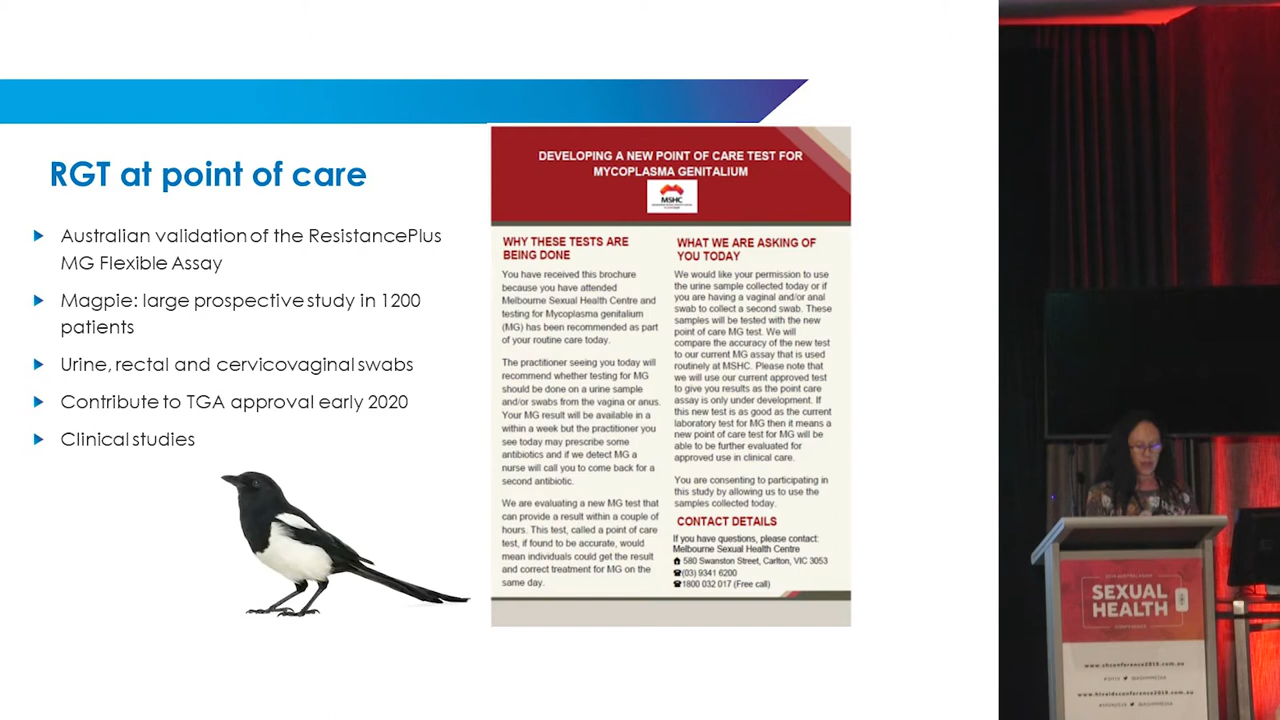 RGT at point of care
Australian validation of the ResistancePlus
MG Flexible Assay
Magpie: large prospective study in 1200
patients
Urine, rectal and cervicovaginal swabs
Contribute to TGA approval early 2020
Clinical studies
DEVELOPING A NEW POINT OF CARE TEST FOR
MYCOPLASMA GENITALIUM
MSHC
WHY THESE TESTS ARE
BEING DONE
You have received this brochure
because you have attended
Melbourne Sexual Health Centre and
testing for Mycoplasma genitalium
(MG) has been recommended as part
of your routine care today.
The practitioner seeing you today will
recommend whether testing for MG
should be done on a urine sample
and/or swabs from the vagina or anus.
Your MG result will be available in a
within a week but the practitioner you
see today may prescribe some
antibiotics and if we detect MG a
nurse will call you to come back for a
second antibiotic.
We are evaluating a new MG test that
can provide a result within a couple of
hours. This test, called a point of care
test, if found to be accurate, would
mean individuals could get the result
and correct treatment for MG on the
same day.
WHAT WE ARE ASKING OF
YOU TODAY
We would like your permission to use
the urine sample collected today or if
you are having a vaginal and/or anal
swab to collect a second swab. These
samples will be tested with the new
point of care MG test. We will
compare the accuracy of the new test
to our current MG assay that is used
routinely at MSHC. Please note that
we will use our current approved test
to give you results as the point care
assay is only under development. If
this new test is as good as the current
laboratory test for MG then it means a
new point of care test for MG will be
able to be further evaluated for
approved use in clinical care.
You are consenting to participating in
this study by allowing us to use the
samples collected today.
CONTACT DETAILS
If you have questions, please contact:
Melbourne Sexual Health Centre
580 Swanston Street, Carlton, VIC 3053
(03) 9341 6200
1800 032 017 (Free call)
SEXUAL
HEALTH
CONFERENCE
www.shconference2019.com.au
www.hivaidsconference2019.com.au